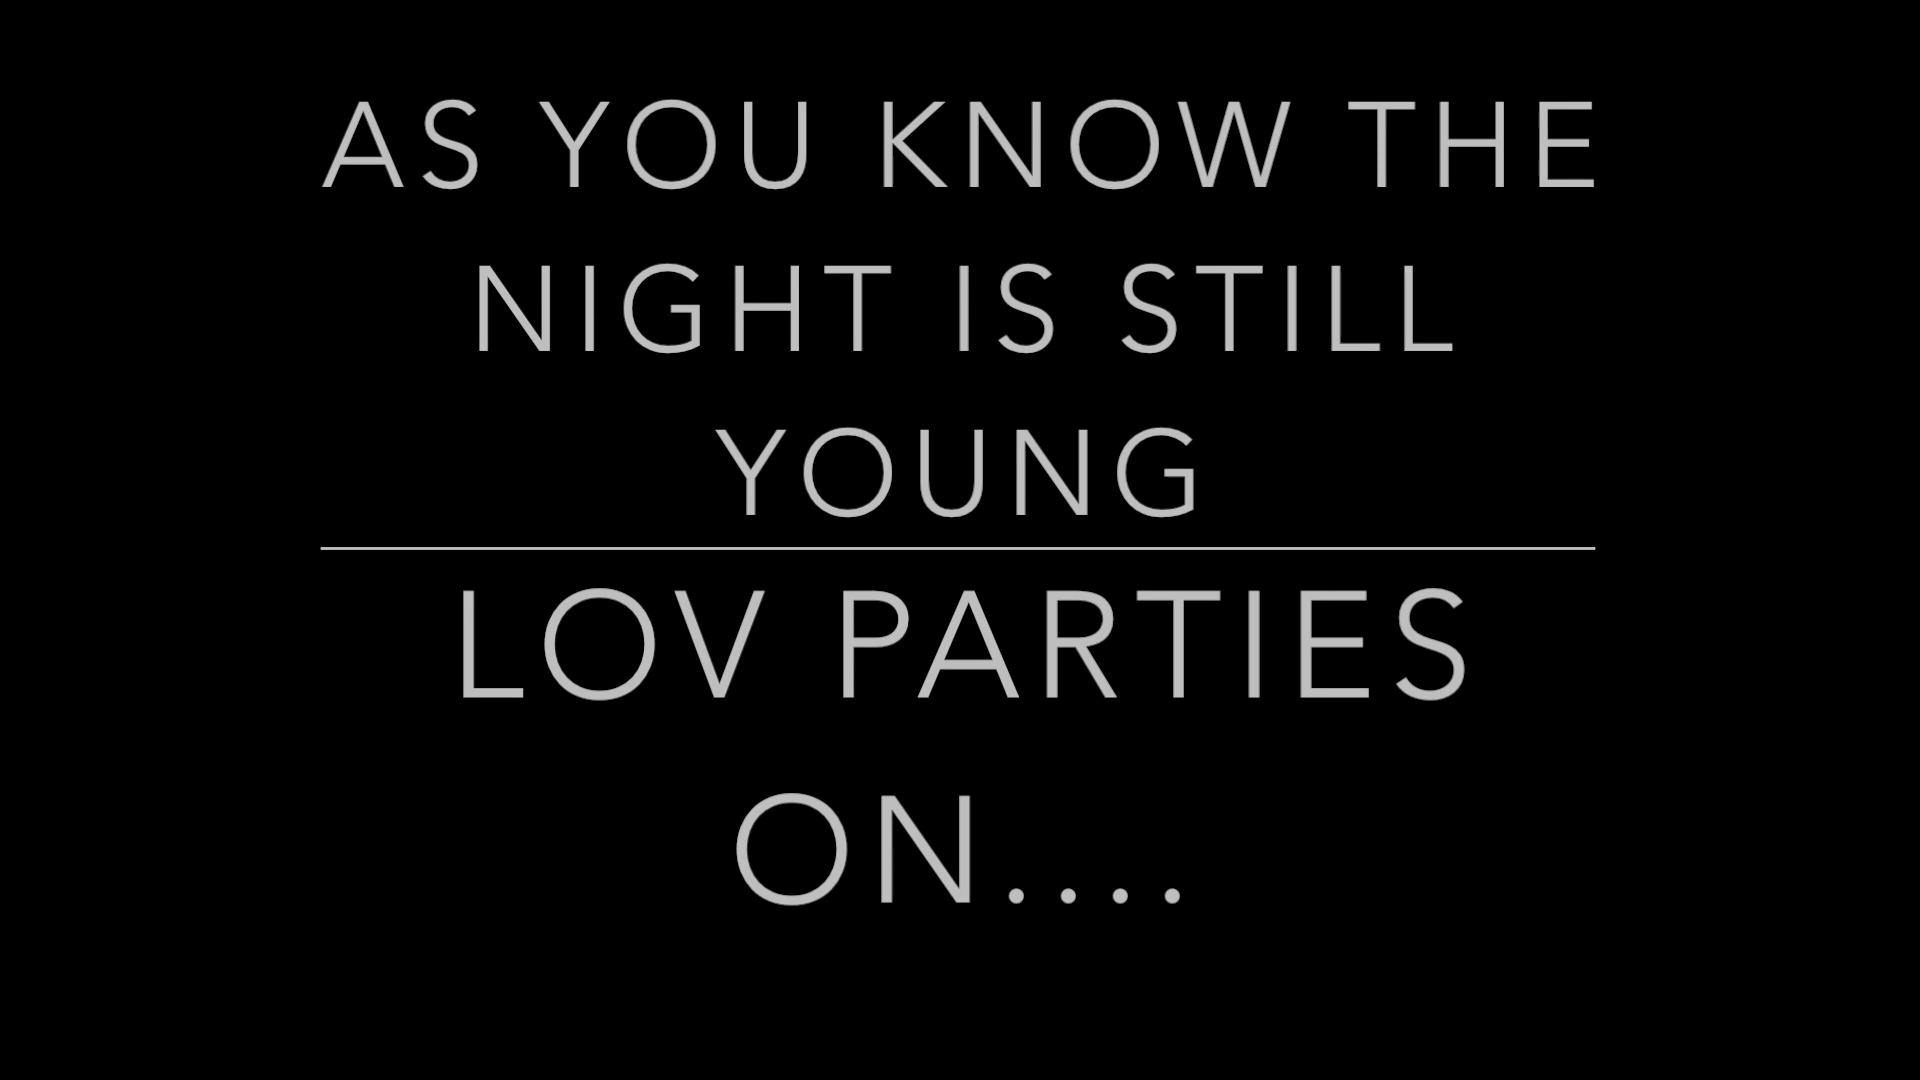 AS YOU KNOW THE
NIGHT IS STILL
YOUNG
LOV PARTIES
ON....